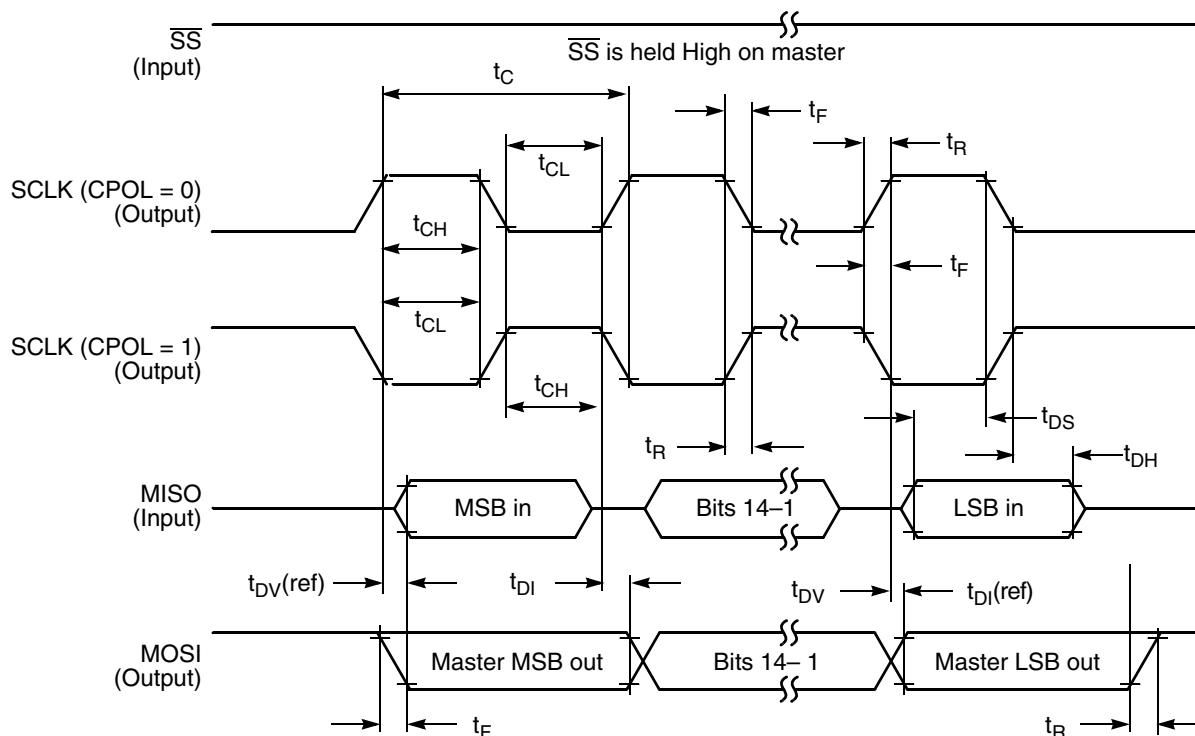 SS
(Input)
SS is held High on master
tC
tF
tR
tCL
SCLK (CPOL = 0)
(Output)
tCH
tF
tCL
SCLK (CPOL = 1)
(Output)
tCH
tDS
tR
tDH
MISO
(Input)
MSB in
Bits 14–1
LSB in
tDV(ref)
tDI
tDV
tDI(ref)
MOSI
(Output)
Master MSB out
Bits 14– 1
Master LSB out
tF
tR